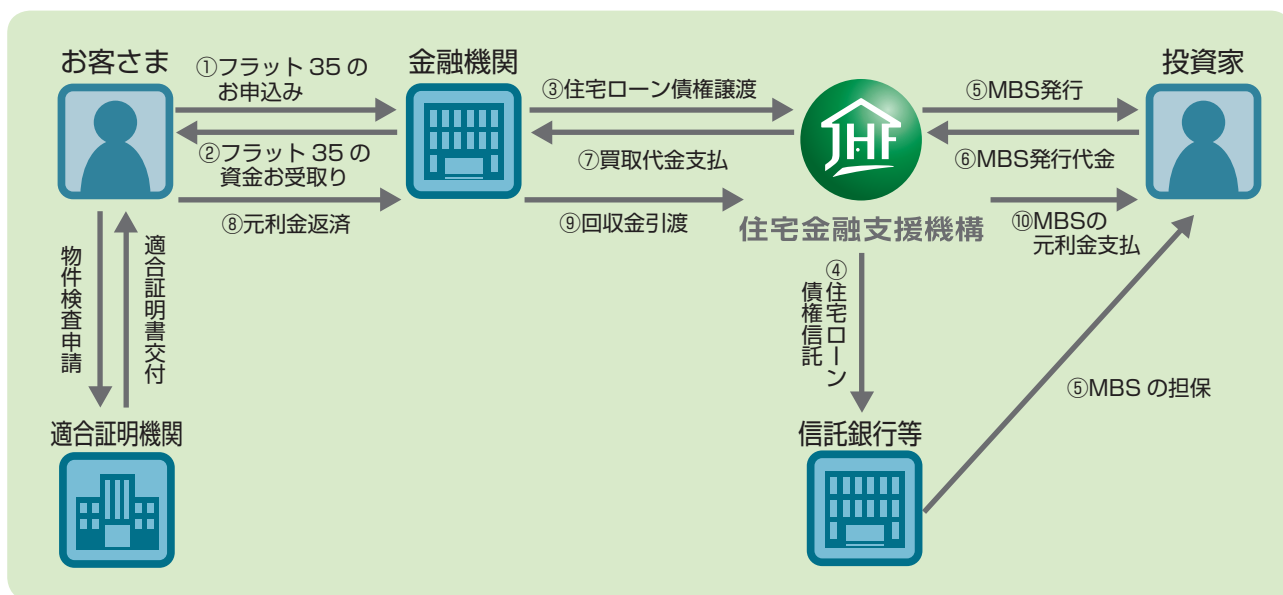 お客さま
①フラット 35 の
お申込み
金融機関
③住宅ローン債権譲渡
JHF
⑤MBS発行
投資家
②フラット 35 の
資金お受取り
⑦買取代金支払
⑥MBS発行代金
⑧元利金返済
⑨回収金引渡
住宅金融支援機構
⑩MBSの
元利金支払
物件検査申請
適合証明書交付
④住宅ローン
債権信託
⑤MBS の担保
適合証明機関
信託銀行等